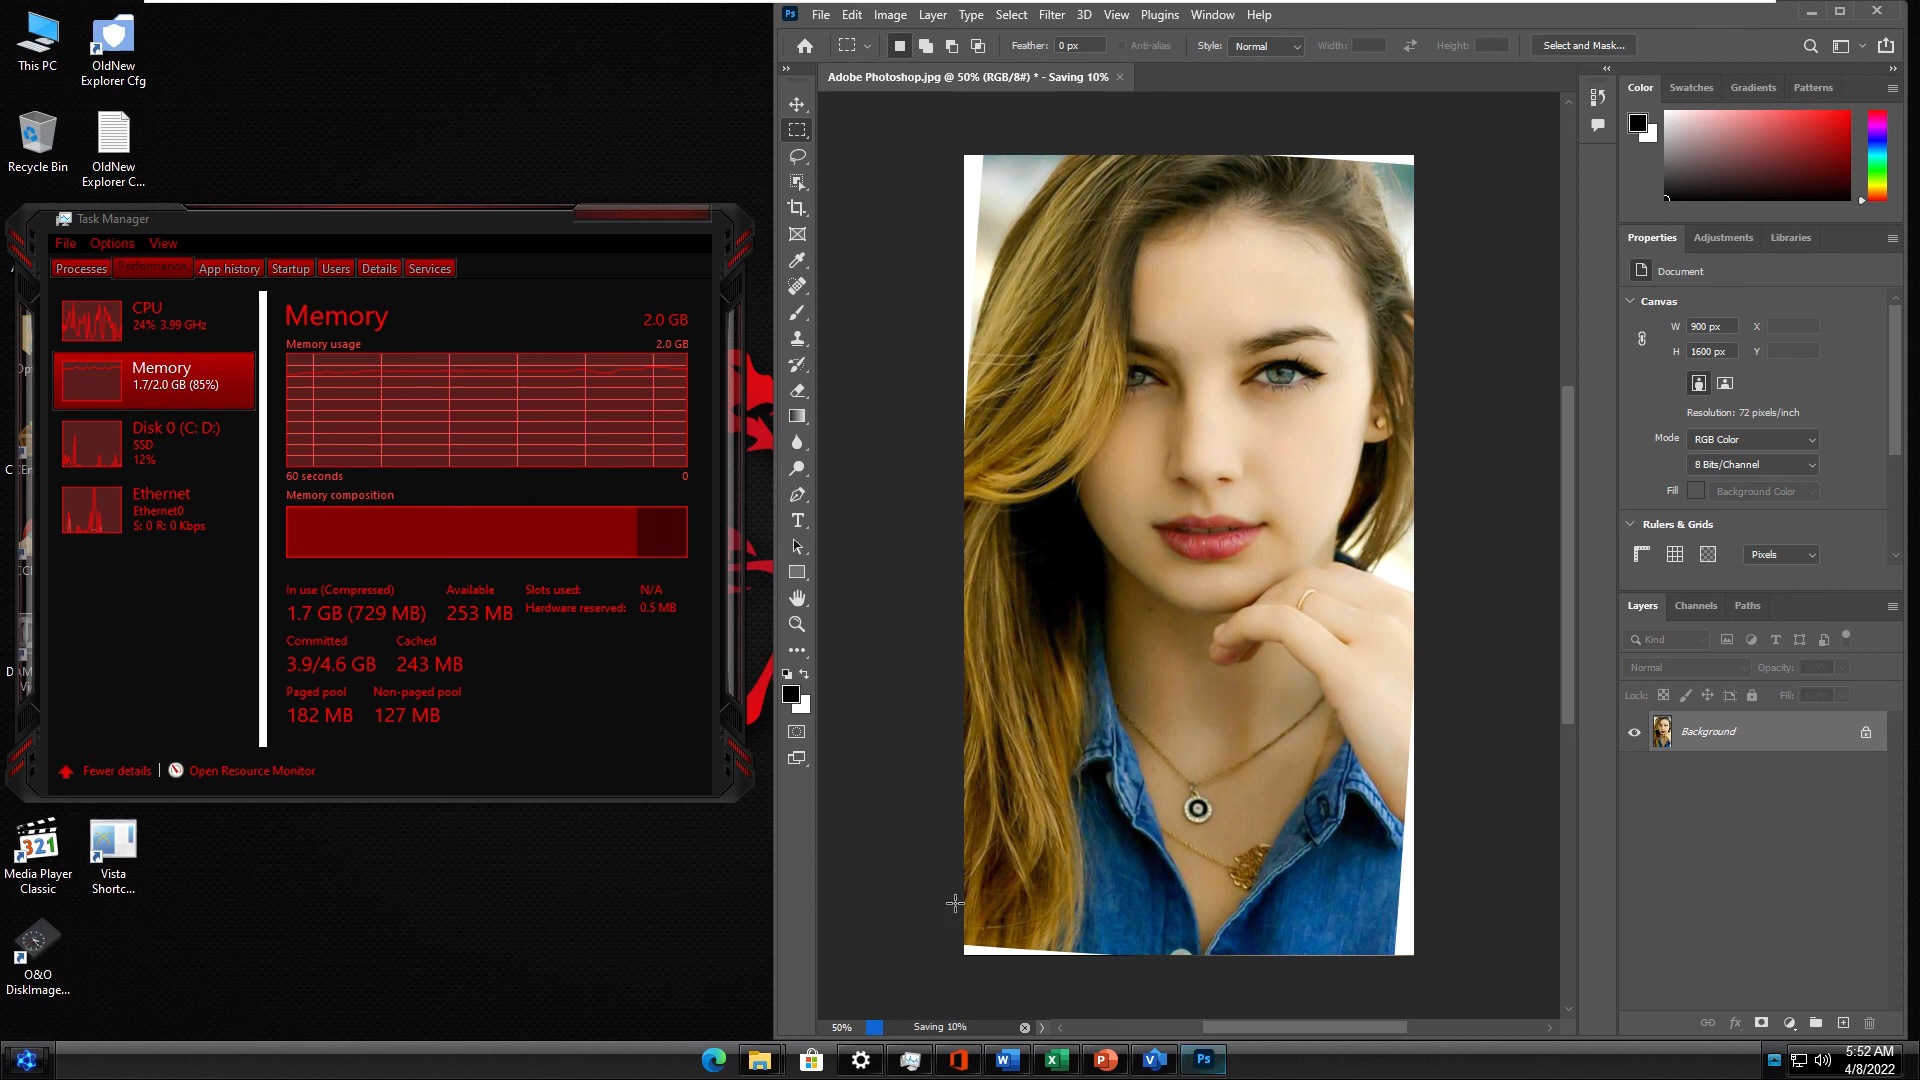 This PC
OldNew
Explorer Cfg
Recycle Bin
OldNew
Explorer C...
Task Manager
File Options View
Processes Performance App history Startup Users Details Services
CPU
24% 3.99 GHz
Memory
1.7/2.0 GB (85%)
Disk 0 (C: D:)
SSD
12%
Ethernet
Ethernet0
S: 0 R: 0 Kbps
Memory 2.0 GB
Memory usage 2.0 GB
60 seconds 0
Memory composition
In use (Compressed) Available Slots used: N/A
1.7 GB (729 MB) 253 MB Hardware reserved: 0.5 MB
Committed Cached
3.9/4.6 GB 243 MB
Paged pool Non-paged pool
182 MB 127 MB
Fewer details Open Resource Monitor
Media Player
Classic
Vista
Shortc...
O&O
DiskImage...
Ps File Edit Image Layer Type Select Filter 3D View Plugins Window Help
Feather: 0 px Anti-alias Style: Normal Width: Height: Select and Mask...
Adobe Photoshop.jpg @ 50% (RGB/8#) * - Saving 10%
50% Saving 10%
Color Swatches Gradients Patterns
Properties Adjustments Libraries
Document
Canvas
W 900 px X
H 1600 px Y
Resolution: 72 pixels/inch
Mode RGB Color
8 Bits/Channel
Fill Background Color
Rulers & Grids
Pixels
Layers Channels Paths
Kind
Normal Opacity: 100%
Lock: Fill: 100%
Background
5:52 AM
4/8/2022